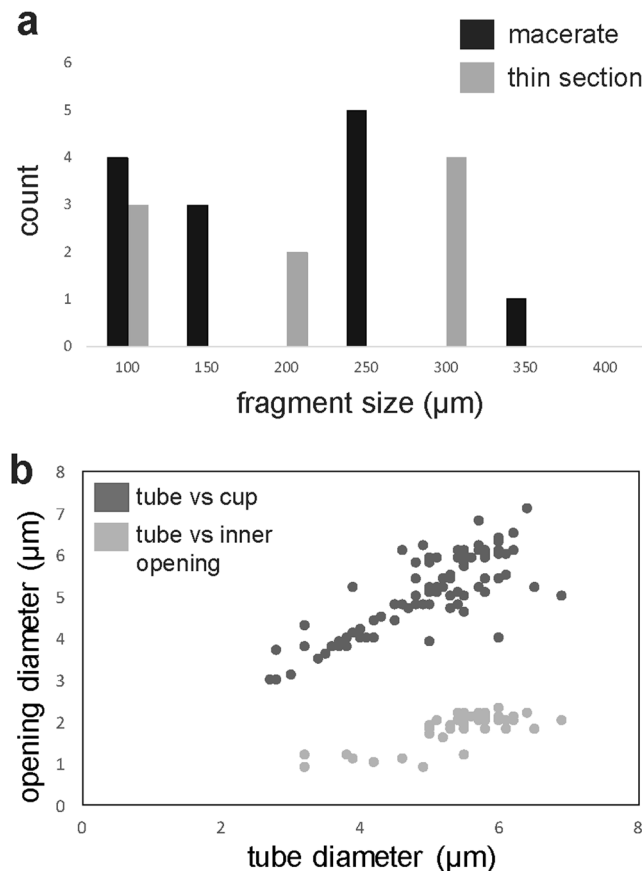 a
macerate
thin section
6
5
4
3
2
1
0
count
100 150 200 250 300 350 400
fragment size (µm)
b
tube vs cup
tube vs inner
opening
8
7
6
5
4
3
2
1
0
opening diameter (µm)
0 2 4 6 8
tube diameter (µm)